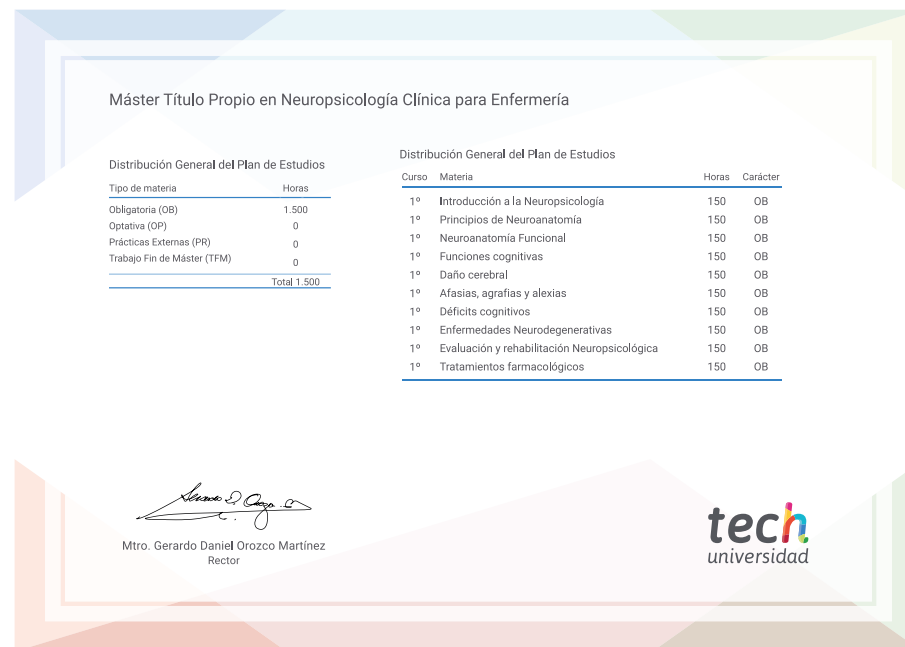 Máster Título Propio en Neuropsicología Clínica para Enfermería
Distribución General del Plan de Estudios
Tipo de materia Horas
Obligatoria (OB) 1.500
Optativa (OP) 0
Prácticas Externas (PR) 0
Trabajo Fin de Máster (TFM) 0
Total 1.500
Distribución General del Plan de Estudios
Curso Materia Horas Carácter
1º Introducción a la Neuropsicología 150 OB
1º Principios de Neuroanatomía 150 OB
1º Neuroanatomía Funcional 150 OB
1º Funciones cognitivas 150 OB
1º Daño cerebral 150 OB
1º Afasias, agrafias y alexias 150 OB
1º Déficits cognitivos 150 OB
1º Enfermedades Neurodegenerativas 150 OB
1º Evaluación y rehabilitación Neuropsicológica 150 OB
1º Tratamientos farmacológicos 150 OB
Mtro. Gerardo Daniel Orozco Martínez
Rector
tech
universidad